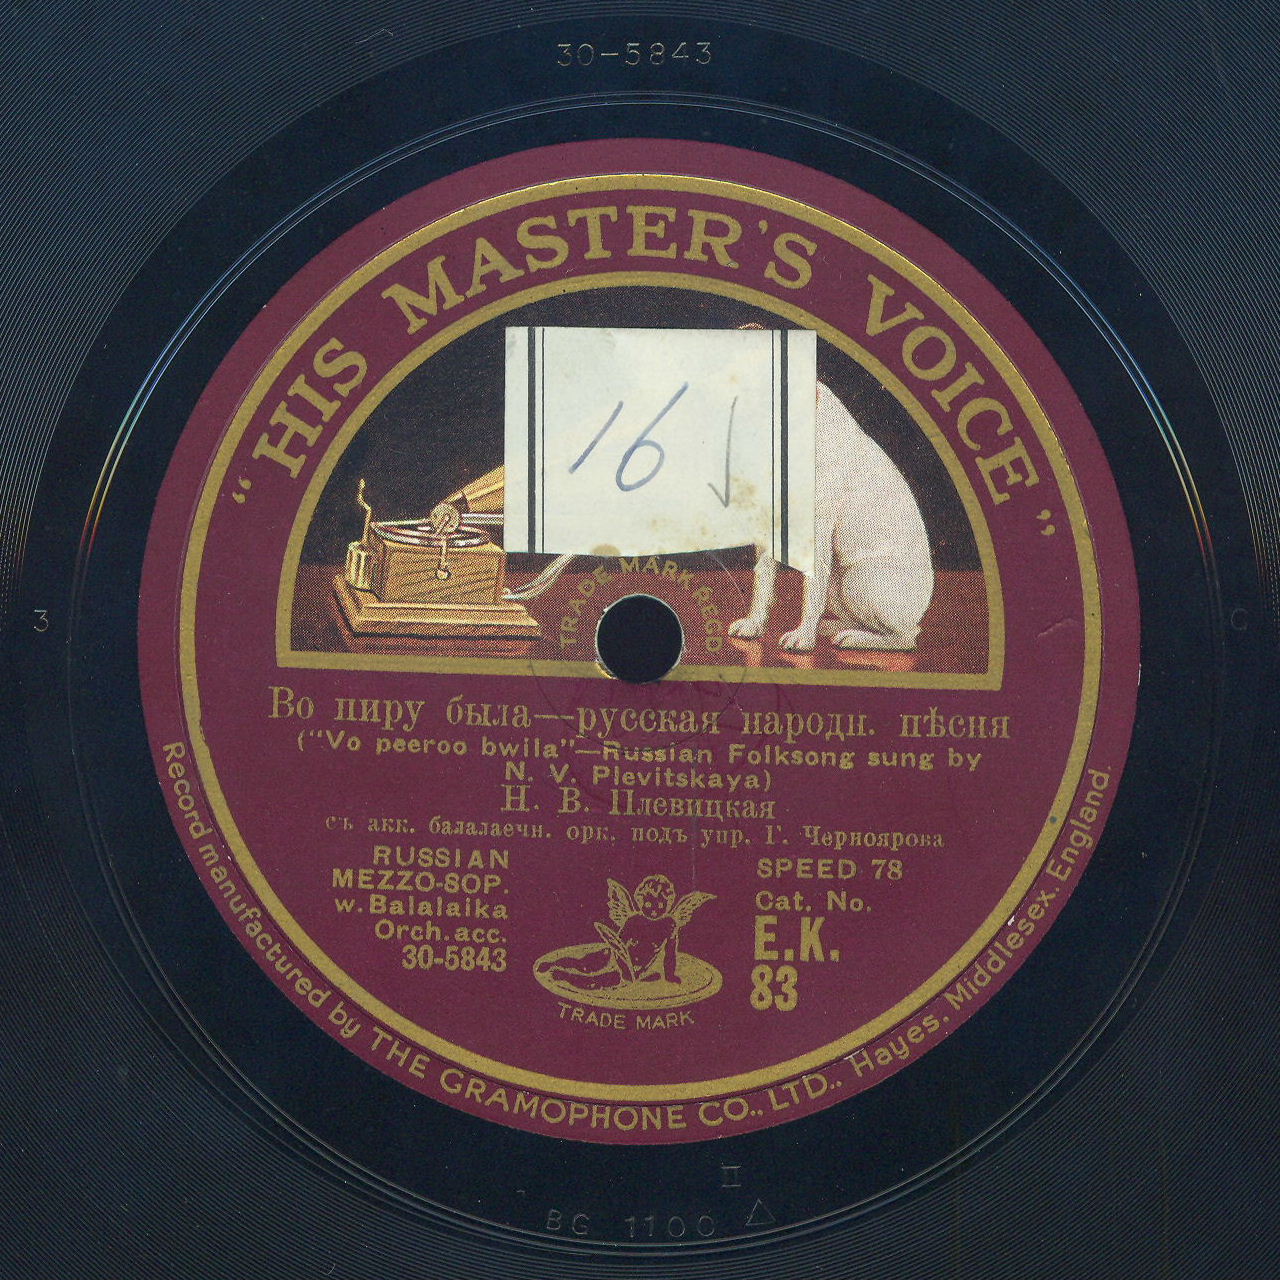 30-5843
"HIS MASTER'S VOICE"
16
TRADE MARK REGD
Во пиру была—русская народн. пѣсня
("Vo peeroo bwila"—Russian Folksong sung by
N. V. Plevitskaya)
Н. В. Плевицкая
съ акк. балалаечн. орк. подъ упр. Г. Черноярова
RUSSIAN
MEZZO-SOP.
w. Balalaika
Orch. acc.
30-5843
SPEED 78
Cat. No.
E.K.
83
TRADE MARK
Record manufactured by THE GRAMOPHONE CO., LTD., Hayes, Middlesex, England.
3
C
II
BG 1100 △